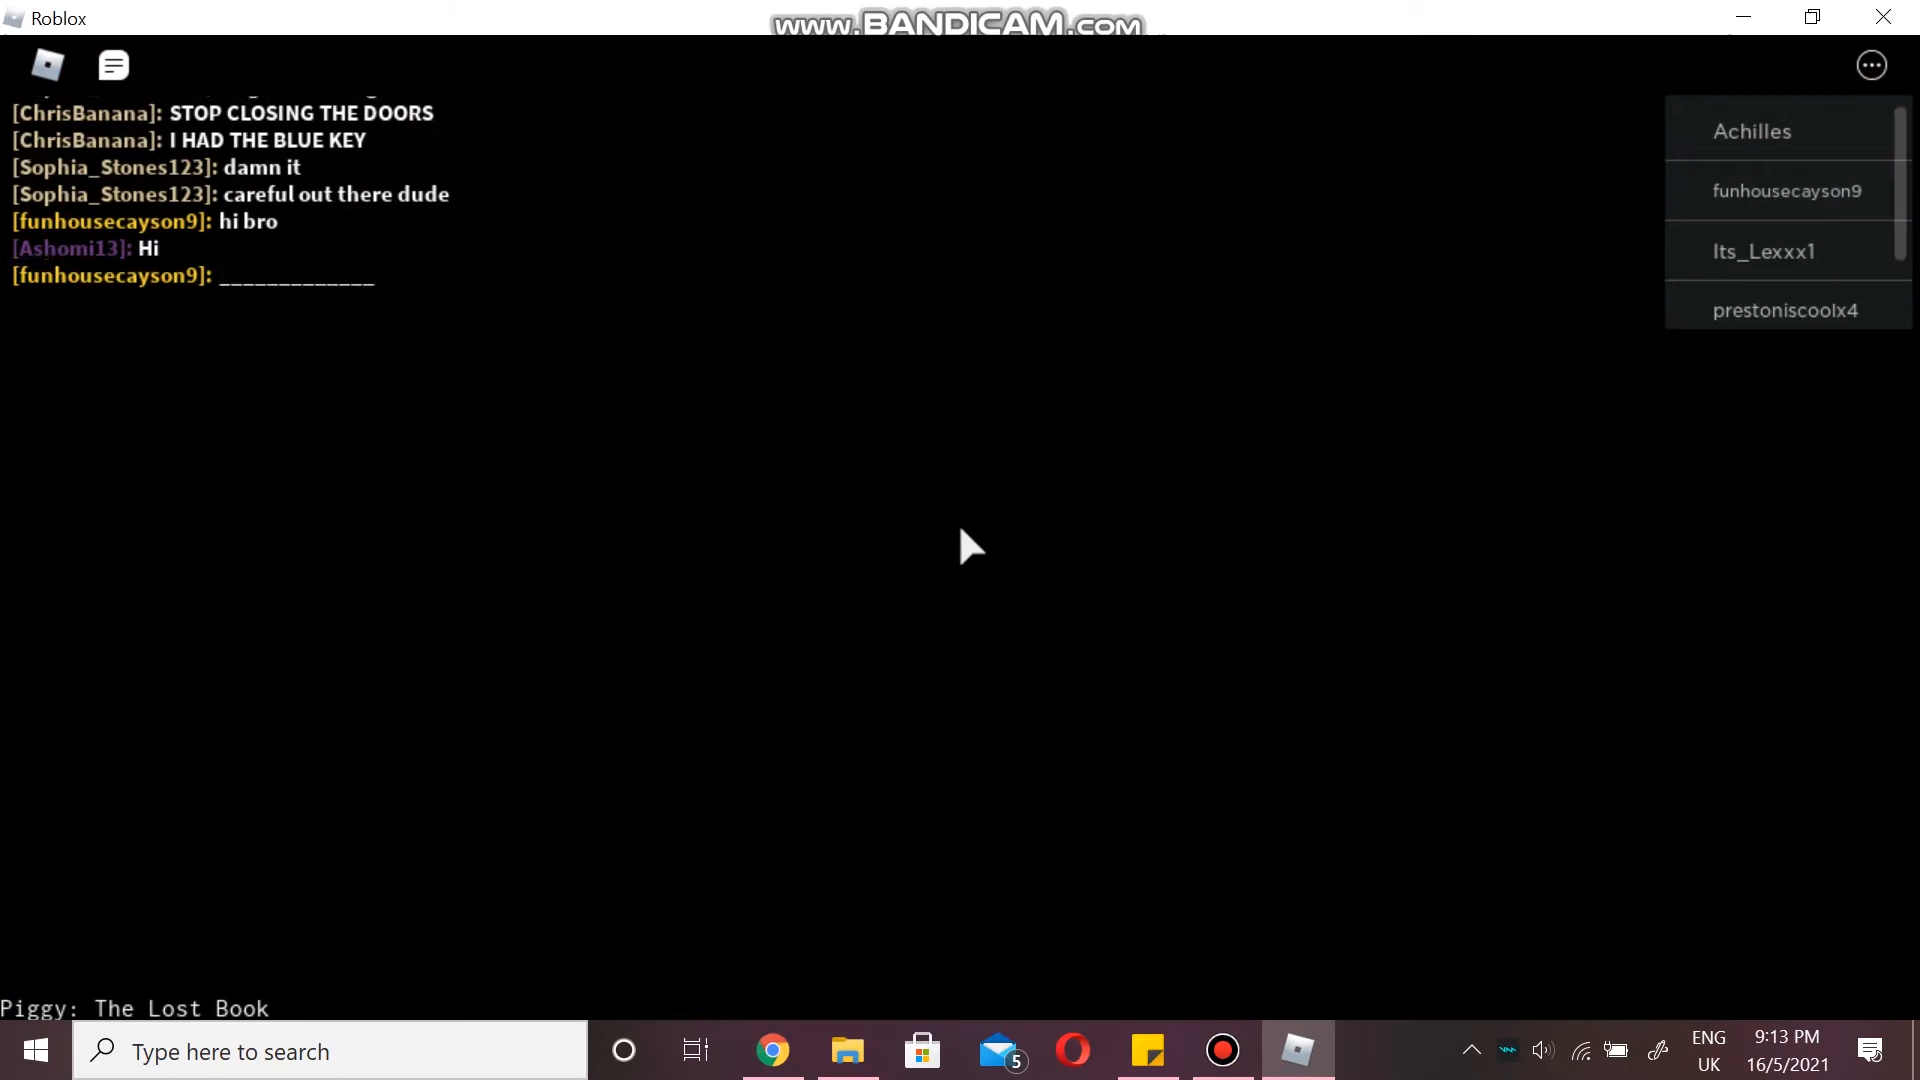 Roblox
www.BANDICAM.com
[ChrisBanana]: STOP CLOSING THE DOORS
[ChrisBanana]: I HAD THE BLUE KEY
[Sophia_Stones123]: damn it
[Sophia_Stones123]: careful out there dude
[funhousecayson9]: hi bro
[Ashomi13]: Hi
[funhousecayson9]: _____________
Achilles
funhousecayson9
Its_Lexxx1
prestoniscoolx4
Piggy: The Lost Book
Type here to search
5
ENG
UK
9:13 PM
16/5/2021